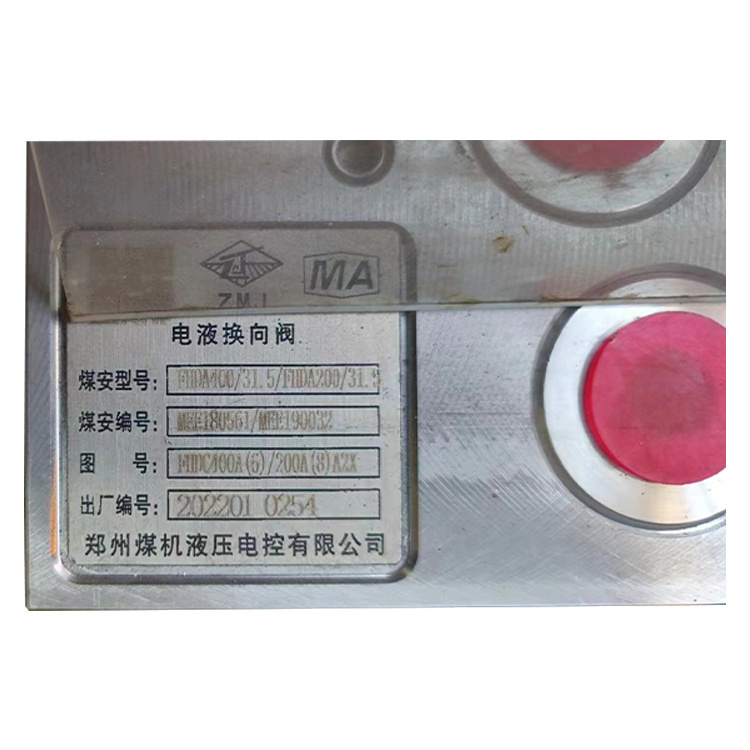 ZMJ
MA
电液换向阀
煤安型号: FHDA400/31.5/FHDA200/31.5
煤安编号: MEE180561/MEE190032
图 号: FHDC400A(6)/200A(8)A2X
出厂编号: 202201 0254
郑州煤机液压电控有限公司